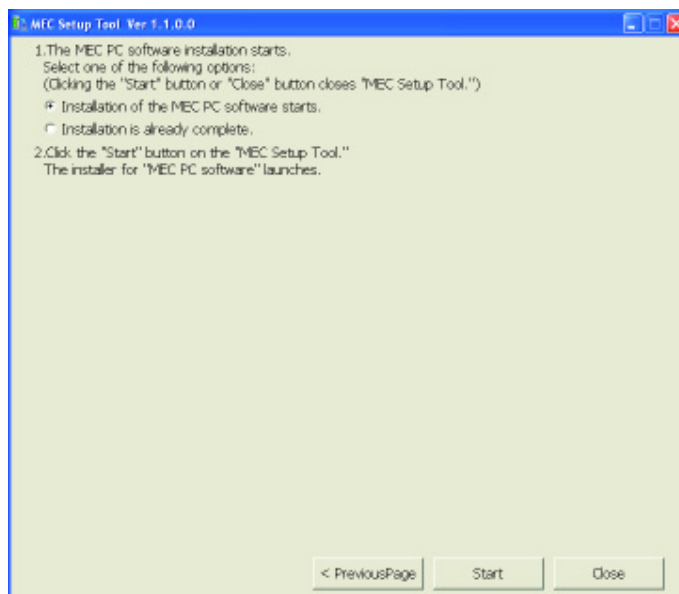 MEC Setup Tool Ver 1.1.0.0
1.The MEC PC software installation starts.
Select one of the following options:
(Clicking the "Start" button or "Close" button closes "MEC Setup Tool.")
Installation of the MEC PC software starts.
Installation is already complete.
2.Click the "Start" button on the "MEC Setup Tool."
The installer for "MEC PC software" launches.
< PreviousPage
Start
Close